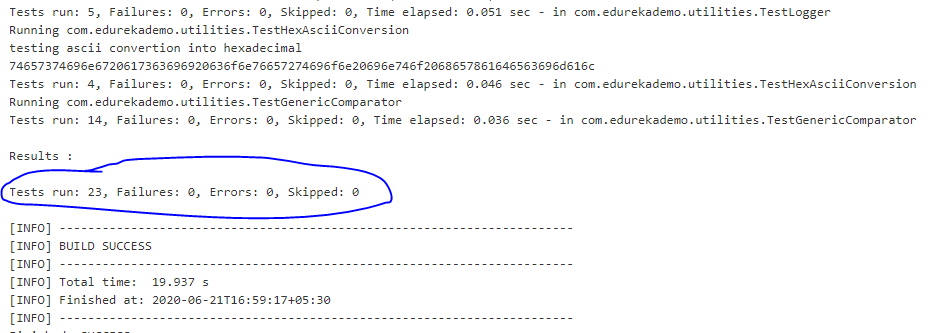 Tests run: 5, Failures: 0, Errors: 0, Skipped: 0, Time elapsed: 0.051 sec - in com.edurekademo.utilities.TestLogger
Running com.edurekademo.utilities.TestHexAsciiConversion
testing ascii convertion into hexadecimal
74657374696e6720617363696920636f6e76657274696f6e20696e746f2068657861646563696d616c
Tests run: 4, Failures: 0, Errors: 0, Skipped: 0, Time elapsed: 0.046 sec - in com.edurekademo.utilities.TestHexAsciiConversion
Running com.edurekademo.utilities.TestGenericComparator
Tests run: 14, Failures: 0, Errors: 0, Skipped: 0, Time elapsed: 0.036 sec - in com.edurekademo.utilities.TestGenericComparator
Results :
Tests run: 23, Failures: 0, Errors: 0, Skipped: 0
[INFO] ------------------------------------------------------------------------
[INFO] BUILD SUCCESS
[INFO] ------------------------------------------------------------------------
[INFO] Total time:  19.937 s
[INFO] Finished at: 2020-06-21T16:59:17+05:30
[INFO] ------------------------------------------------------------------------